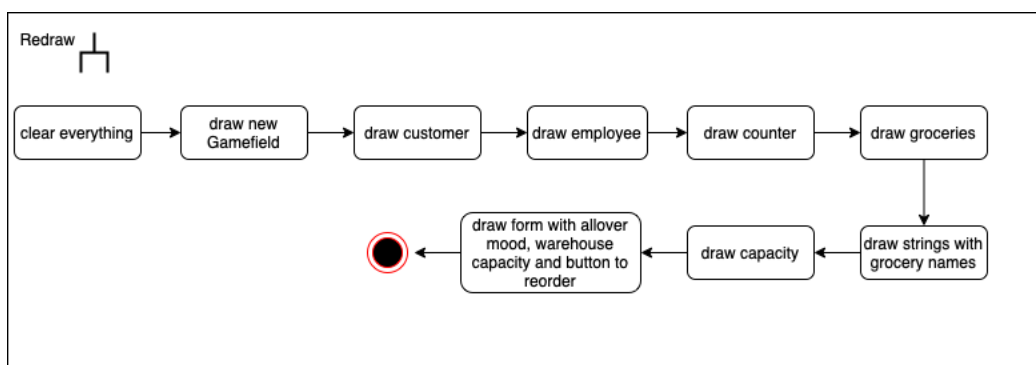 Redraw
clear everything
draw new
Gamefield
draw customer
draw employee
draw counter
draw groceries
draw strings with
grocery names
draw capacity
draw form with allover
mood, warehouse
capacity and button to
reorder